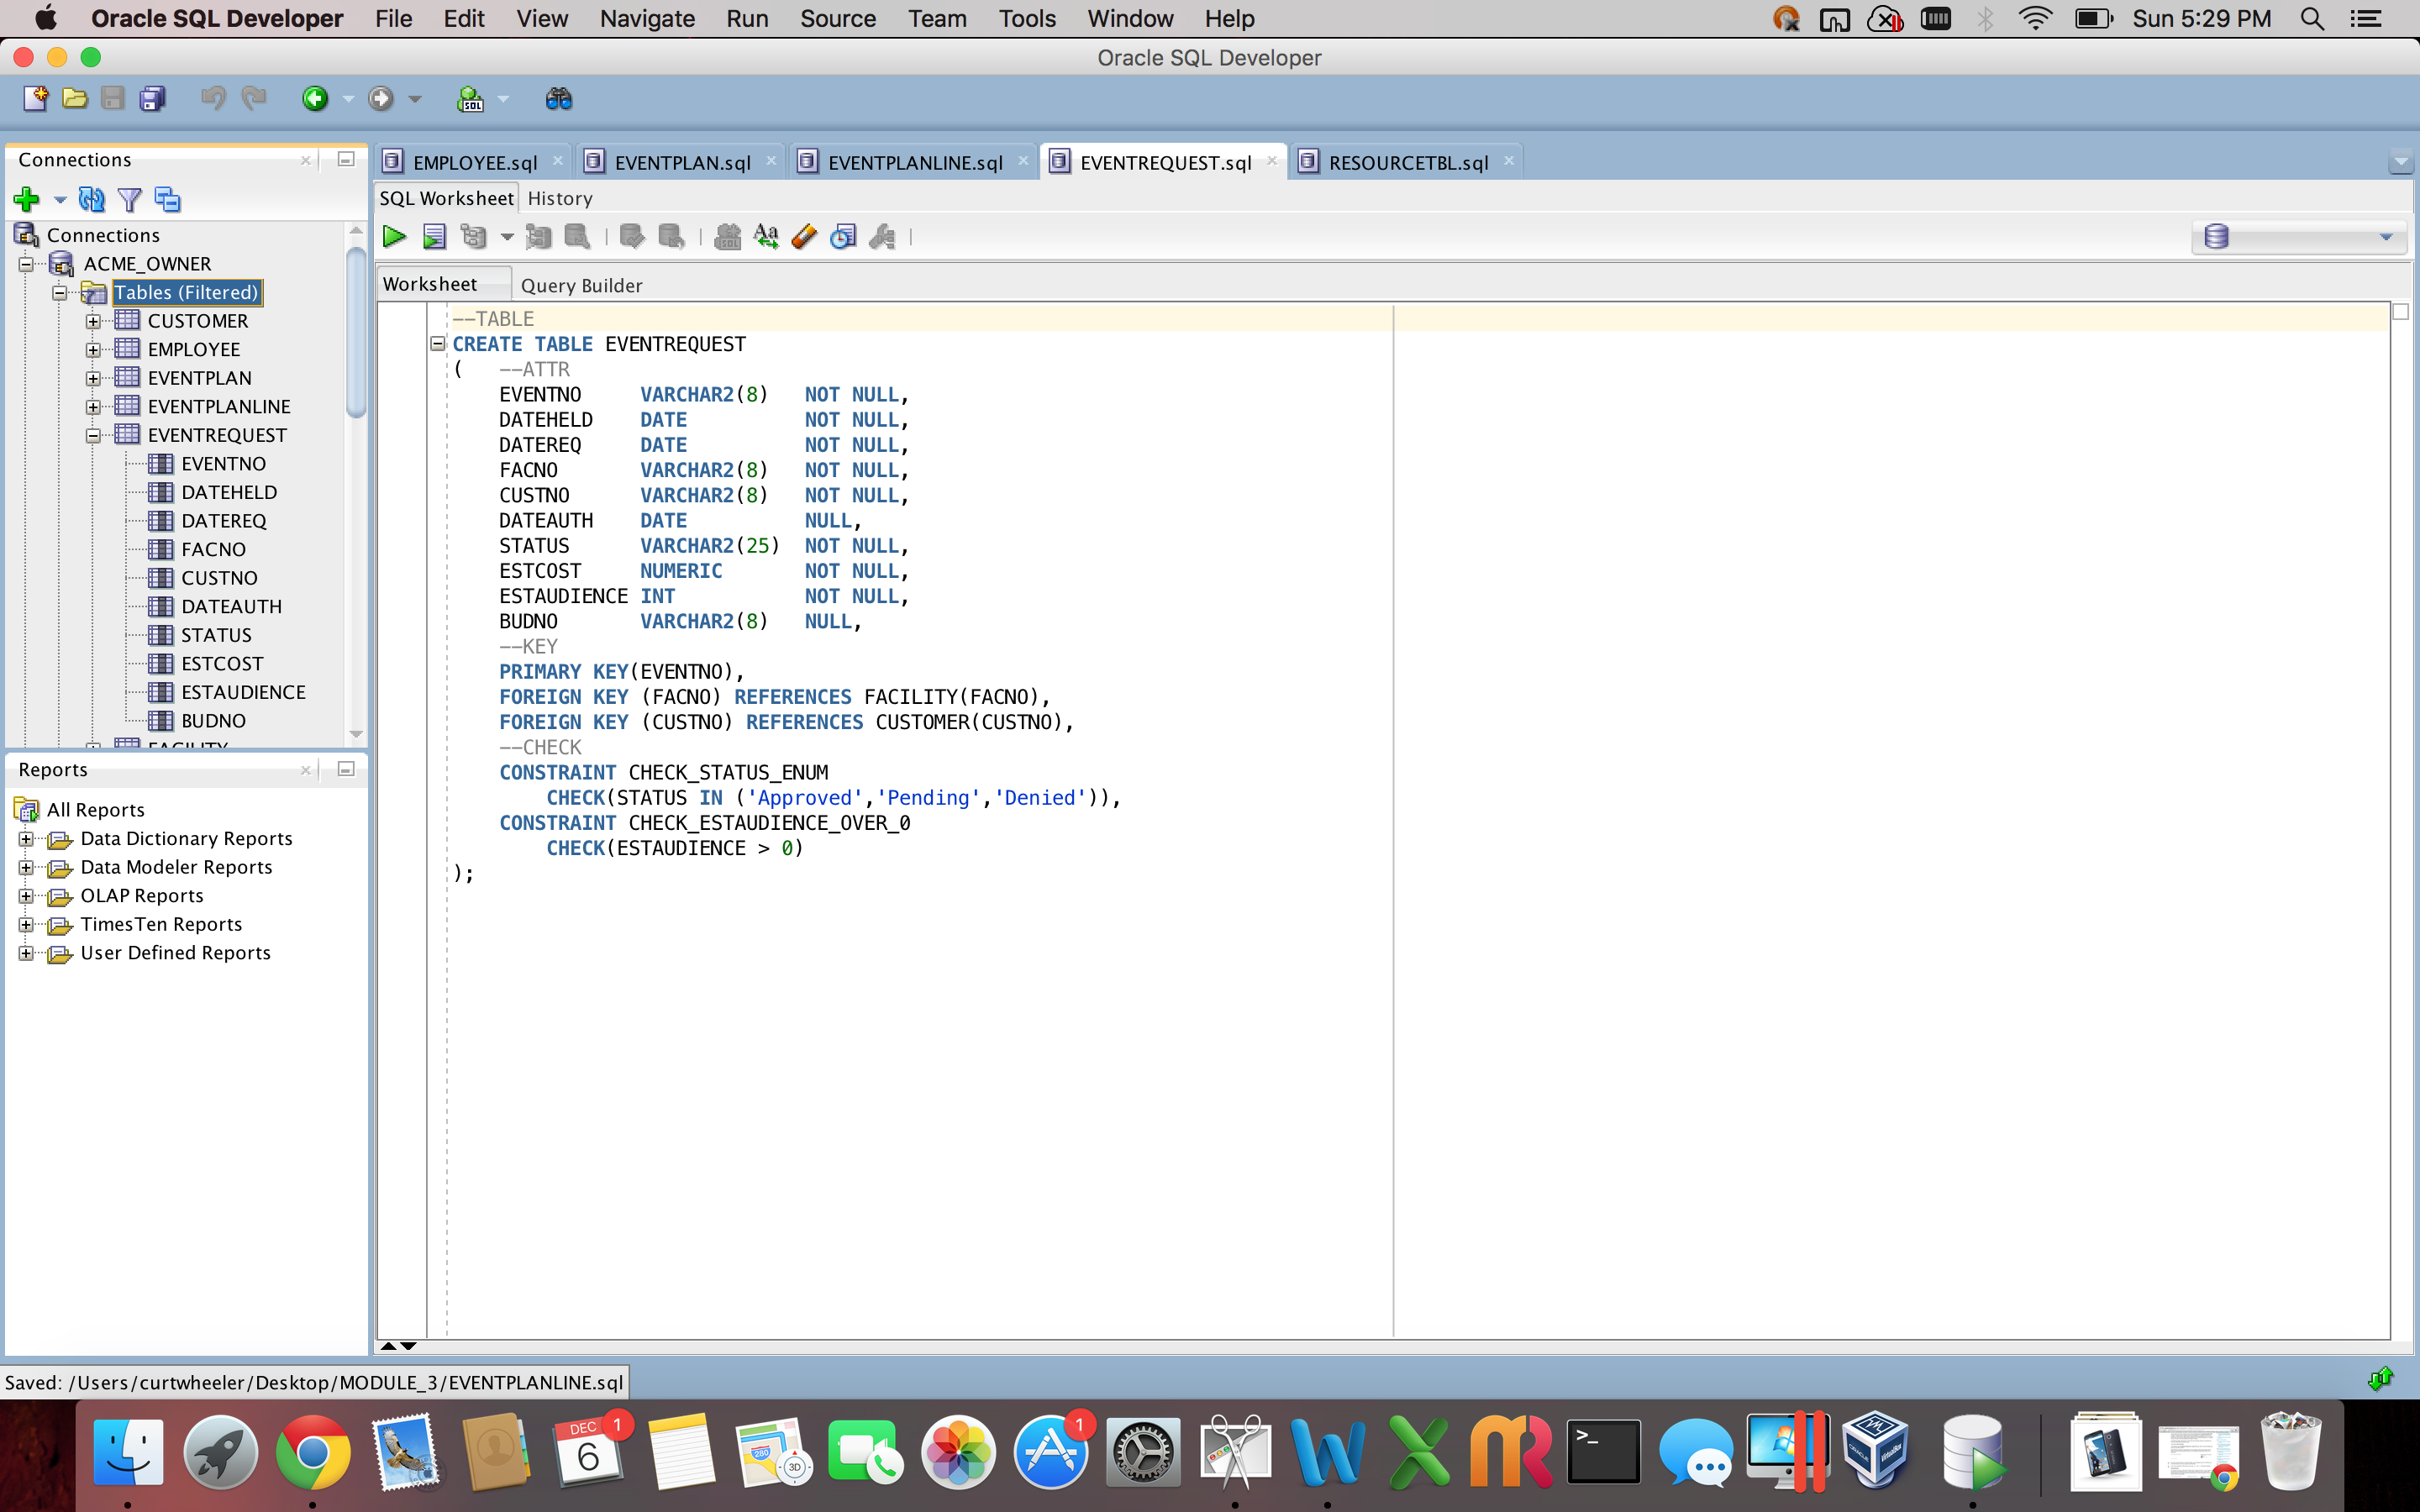 Oracle SQL Developer File Edit View Navigate Run Source Team Tools Window Help Sun 5:29 PM
Oracle SQL Developer
Connections
Connections
ACME_OWNER
Tables (Filtered)
CUSTOMER
EMPLOYEE
EVENTPLAN
EVENTPLANLINE
EVENTREQUEST
EVENTNO
DATEHELD
DATEREQ
FACNO
CUSTNO
DATEAUTH
STATUS
ESTCOST
ESTAUDIENCE
BUDNO
FACILITY
Reports
All Reports
Data Dictionary Reports
Data Modeler Reports
OLAP Reports
TimesTen Reports
User Defined Reports
EMPLOYEE.sql EVENTPLAN.sql EVENTPLANLINE.sql EVENTREQUEST.sql RESOURCETBL.sql
SQL Worksheet History
Worksheet Query Builder
--TABLE
CREATE TABLE EVENTREQUEST
( --ATTR
EVENTNO VARCHAR2(8) NOT NULL,
DATEHELD DATE NOT NULL,
DATEREQ DATE NOT NULL,
FACNO VARCHAR2(8) NOT NULL,
CUSTNO VARCHAR2(8) NOT NULL,
DATEAUTH DATE NULL,
STATUS VARCHAR2(25) NOT NULL,
ESTCOST NUMERIC NOT NULL,
ESTAUDIENCE INT NOT NULL,
BUDNO VARCHAR2(8) NULL,
--KEY
PRIMARY KEY(EVENTNO),
FOREIGN KEY (FACNO) REFERENCES FACILITY(FACNO),
FOREIGN KEY (CUSTNO) REFERENCES CUSTOMER(CUSTNO),
--CHECK
CONSTRAINT CHECK_STATUS_ENUM
CHECK(STATUS IN ('Approved','Pending','Denied')),
CONSTRAINT CHECK_ESTAUDIENCE_OVER_0
CHECK(ESTAUDIENCE > 0)
);
Saved: /Users/curtwheeler/Desktop/MODULE_3/EVENTPLANLINE.sql
DEC 6 1
280 3D
1